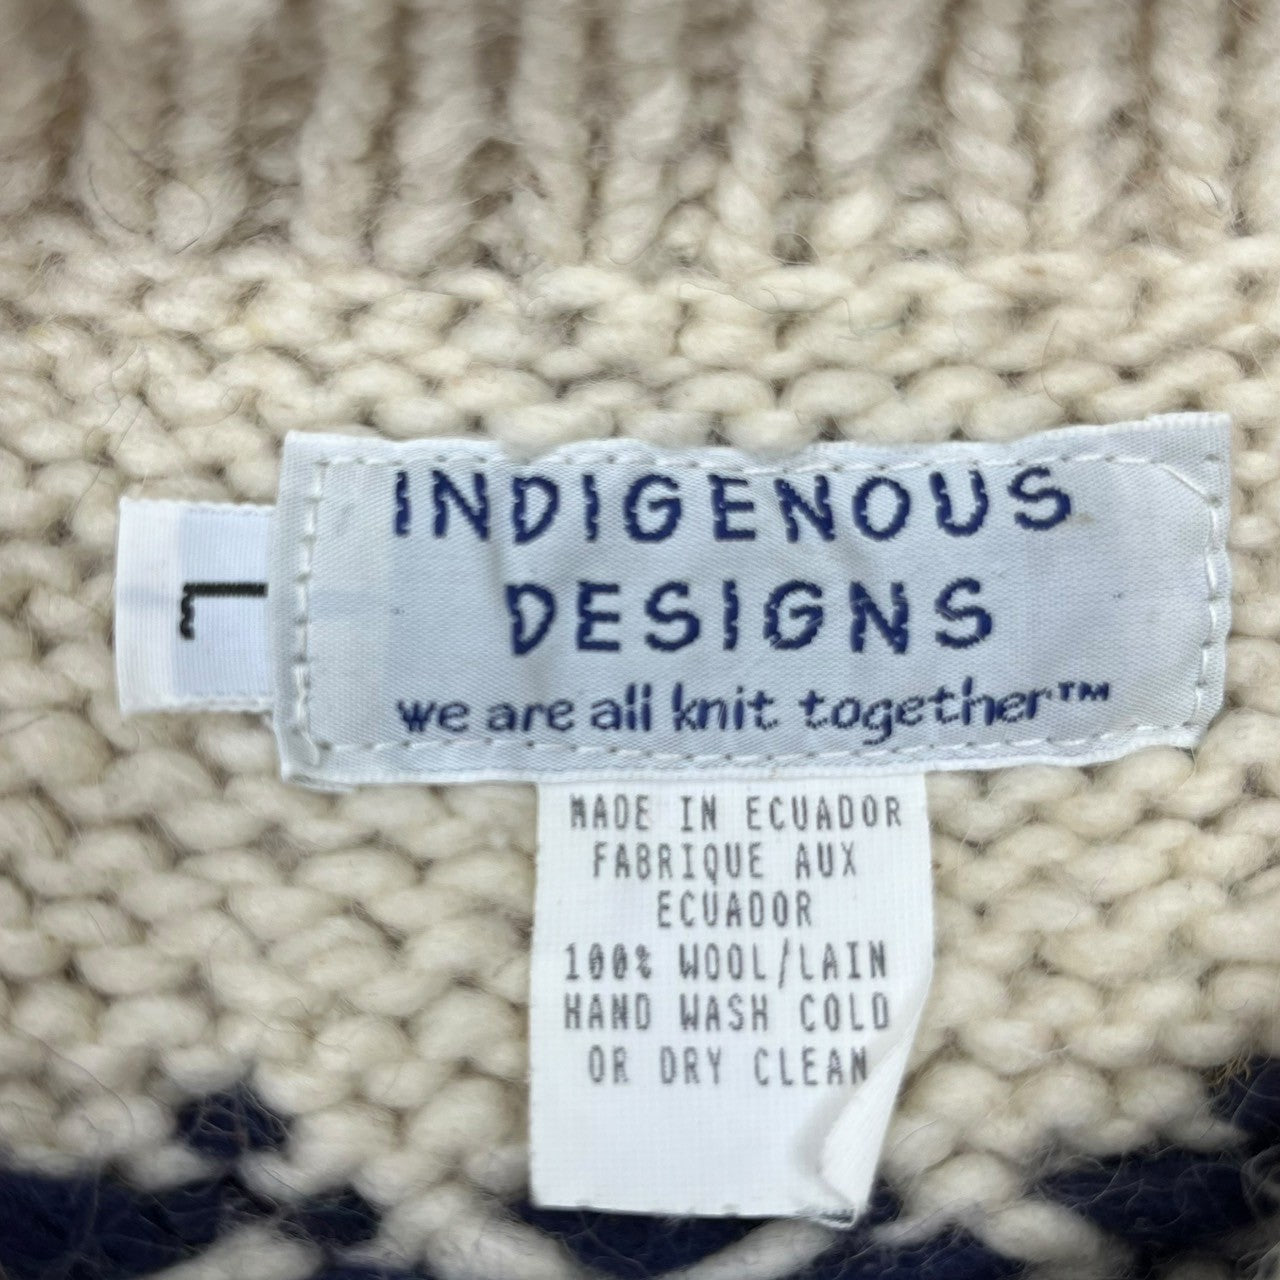 INDIGENOUS
DESIGNS
we are all knit together™
L
MADE IN ECUADOR
FABRIQUE AUX
ECUADOR
100% WOOL/LAIN
HAND WASH COLD
OR DRY CLEAN